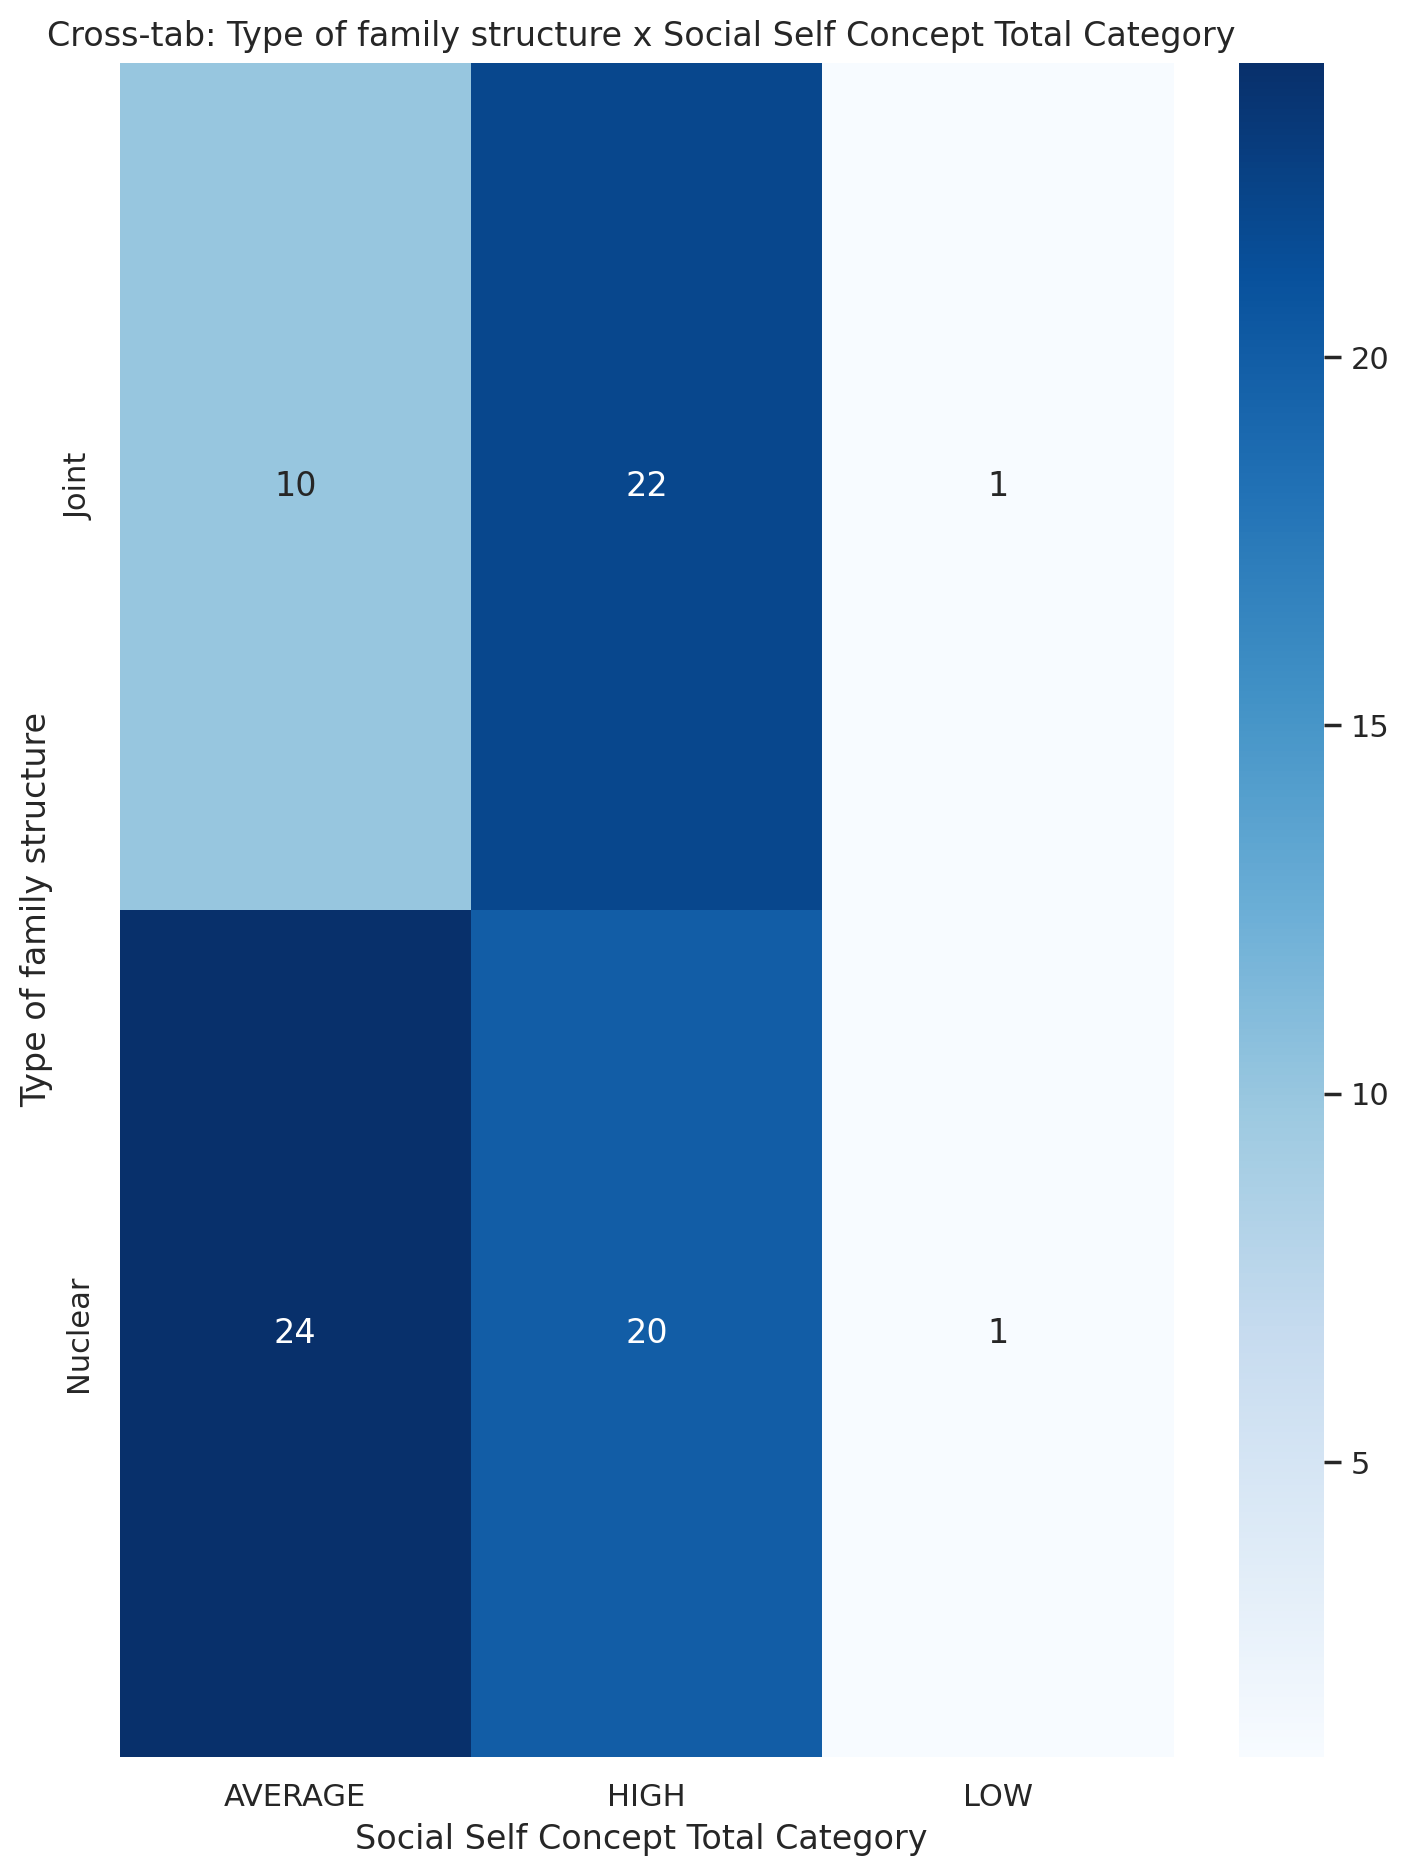 Cross-tab: Type of family structure x Social Self Concept Total Category
Type of family structure
Joint
10
22
1
Nuclear
24
20
1
AVERAGE
HIGH
LOW
Social Self Concept Total Category
20
15
10
5